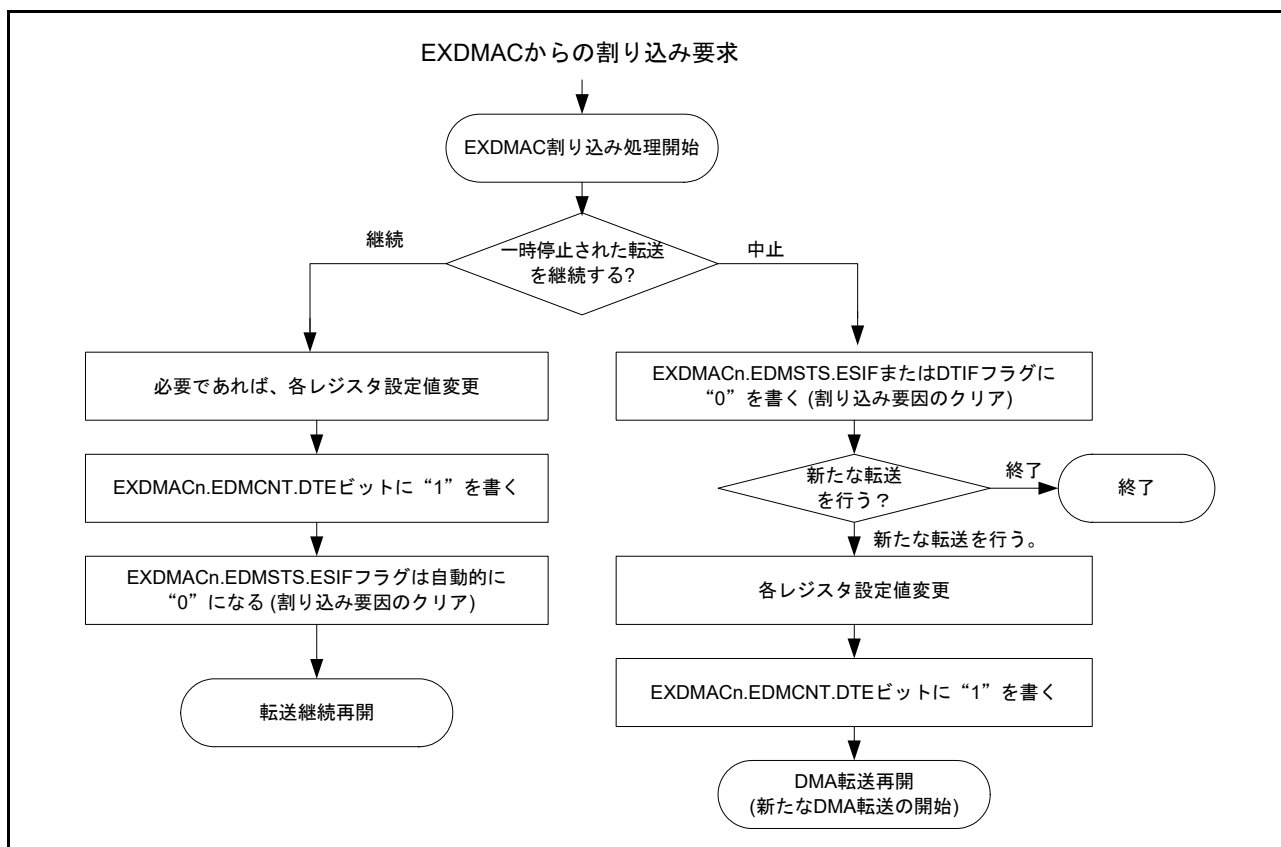 EXDMACからの割り込み要求
EXDMAC割り込み処理開始
一時停止された転送
を継続する?
継続
中止
必要であれば、各レジスタ設定値変更
EXDMACn.EDMCNT.DTEビットに“1”を書く
EXDMACn.EDMSTS.ESIFフラグは自動的に
“0”になる (割り込み要因のクリア)
転送継続再開
EXDMACn.EDMSTS.ESIFまたはDTIFフラグに
“0”を書く (割り込み要因のクリア)
新たな転送
を行う？
終了
終了
新たな転送を行う。
各レジスタ設定値変更
EXDMACn.EDMCNT.DTEビットに“1”を書く
DMA転送再開
(新たなDMA転送の開始)